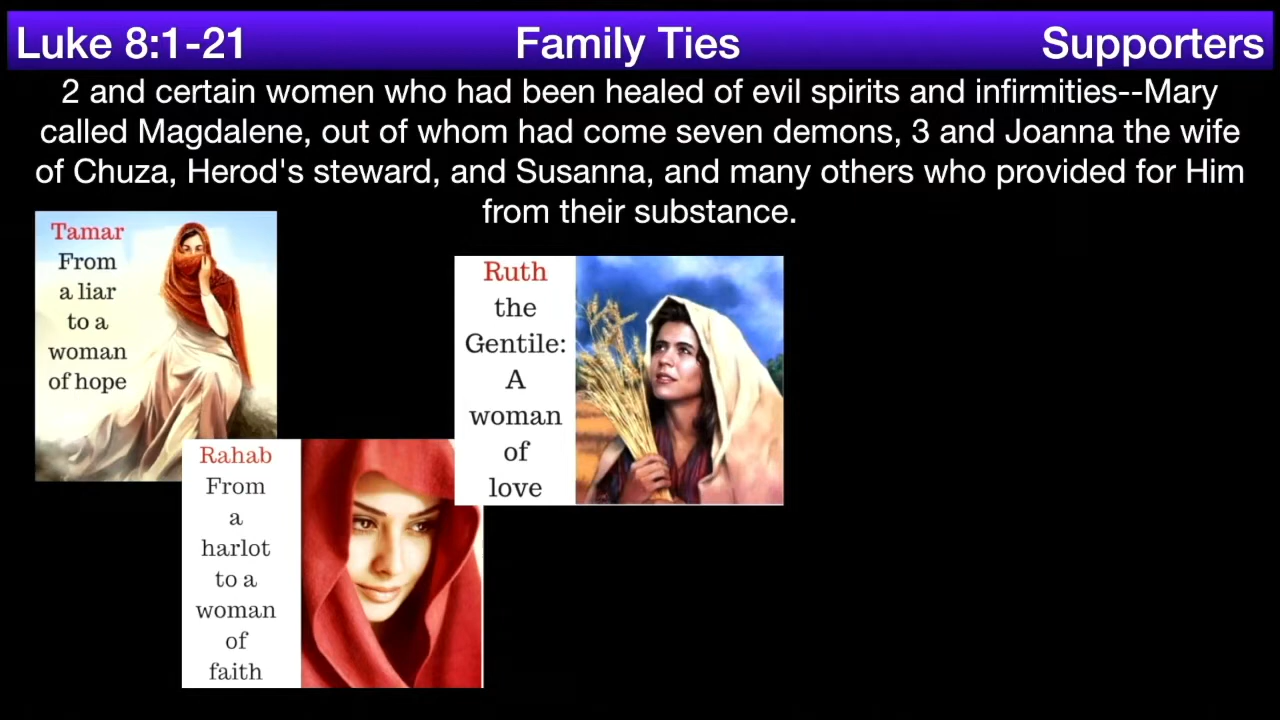 Luke 8:1-21 Family Ties Supporters
2 and certain women who had been healed of evil spirits and infirmities--Mary
called Magdalene, out of whom had come seven demons, 3 and Joanna the wife
of Chuza, Herod's steward, and Susanna, and many others who provided for Him
from their substance.
Tamar
From
a liar
to a
woman
of hope
Rahab
From
a
harlot
to a
woman
of
faith
Ruth
the
Gentile:
A
woman
of
love